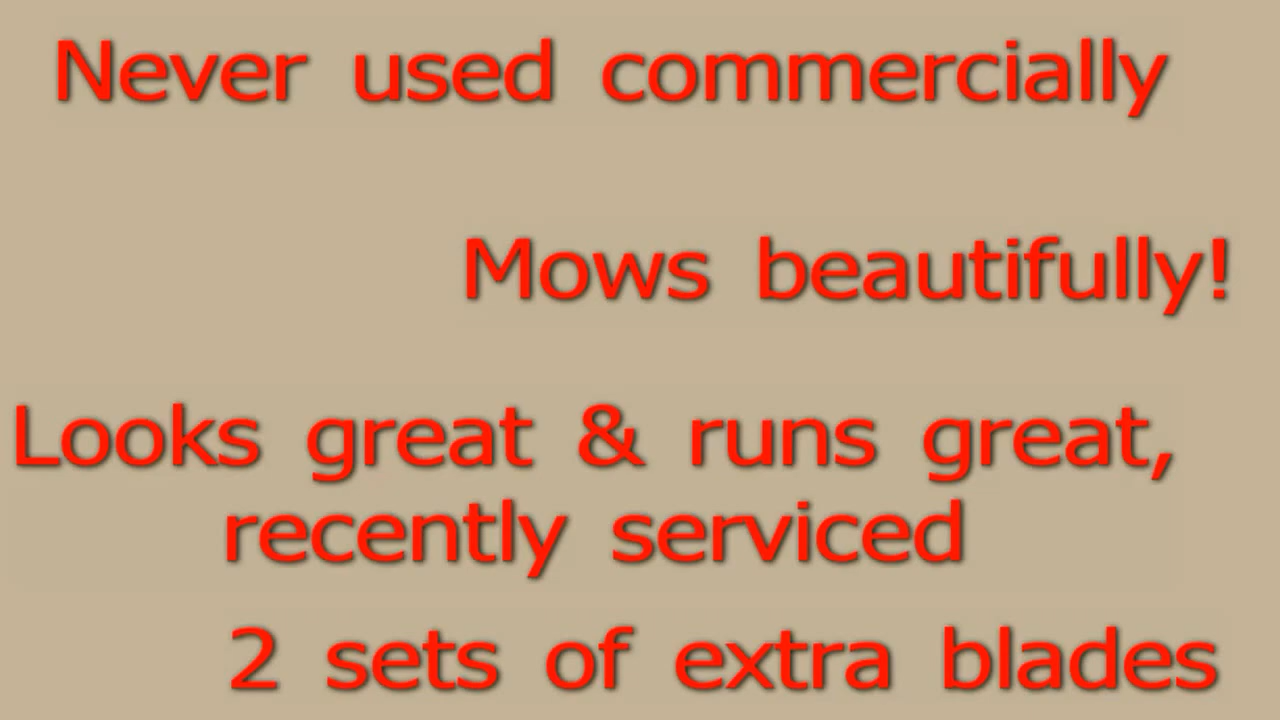 Never used commercially
Mows beautifully!
Looks great & runs great,
recently serviced
2 sets of extra blades